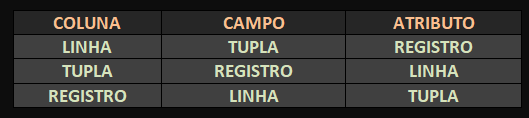 COLUNA CAMPO ATRIBUTO
LINHA TUPLA REGISTRO
TUPLA REGISTRO LINHA
REGISTRO LINHA TUPLA